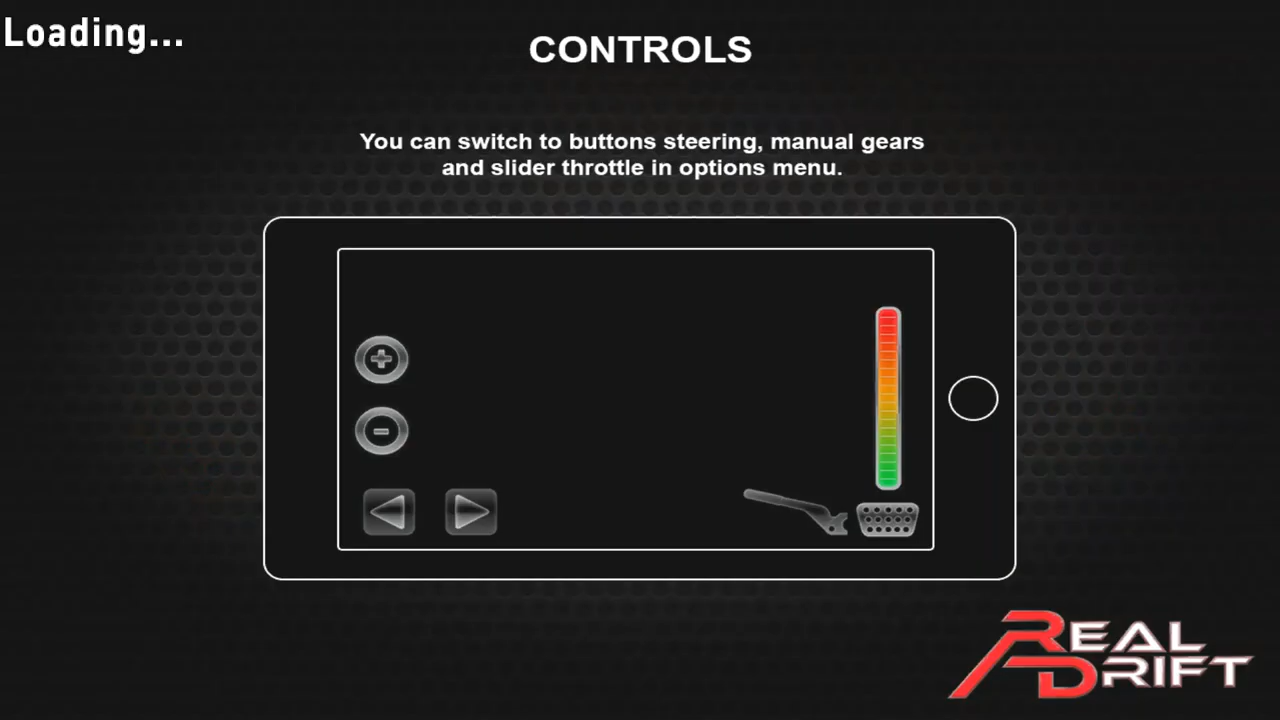 Loading...
CONTROLS
You can switch to buttons steering, manual gears
and slider throttle in options menu.
REAL
DRIFT